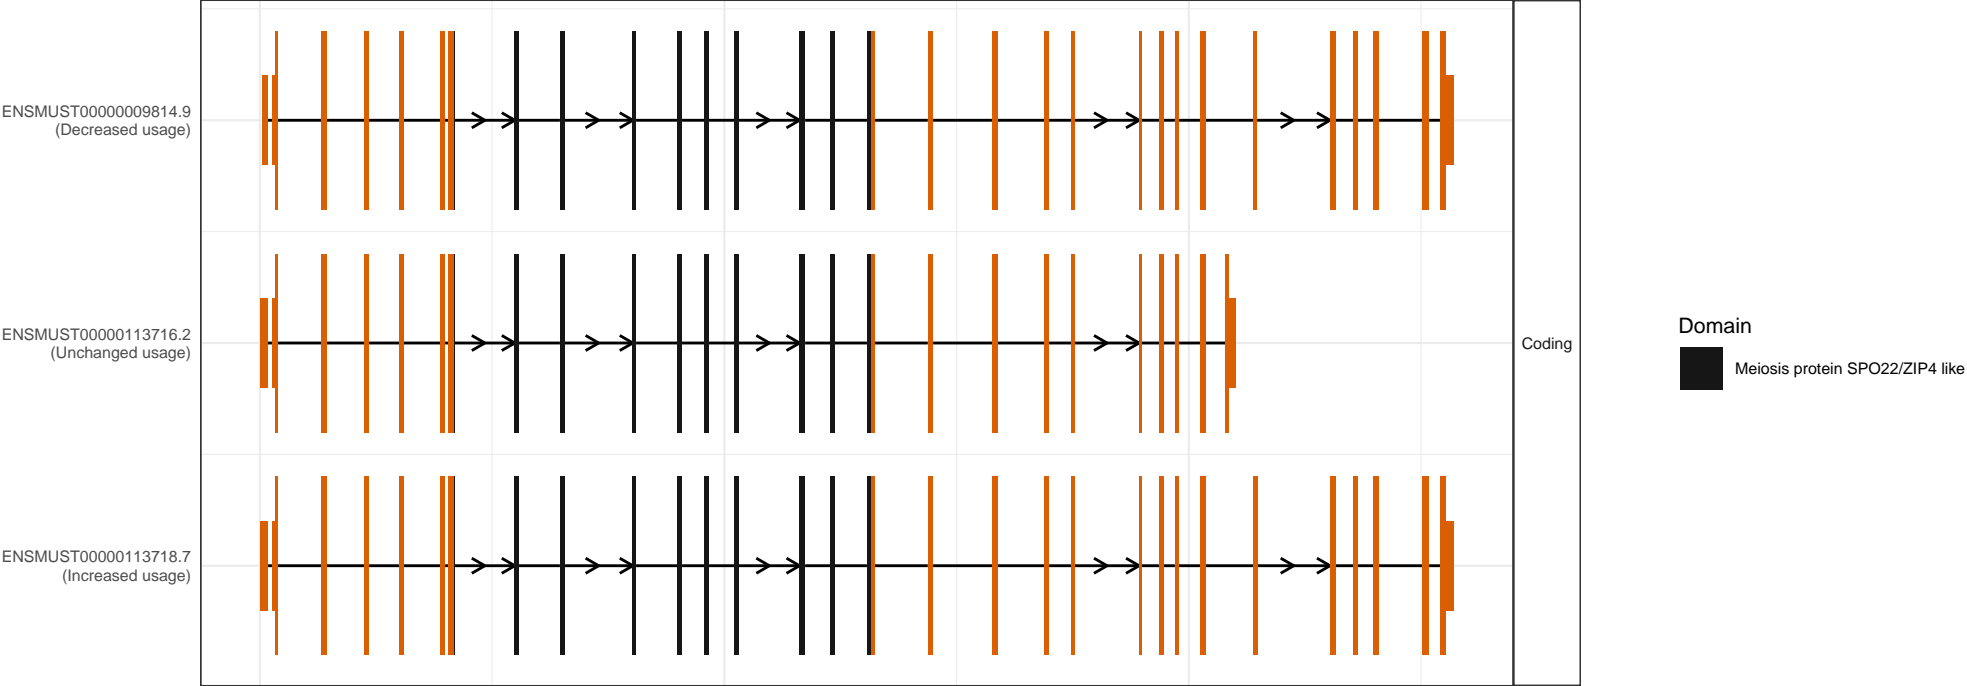 ENSMUST00000009814.9
(Decreased usage)
ENSMUST00000113716.2
(Unchanged usage)
ENSMUST00000113718.7
(Increased usage)
Coding
Domain
Meiosis protein SPO22/ZIP4 like